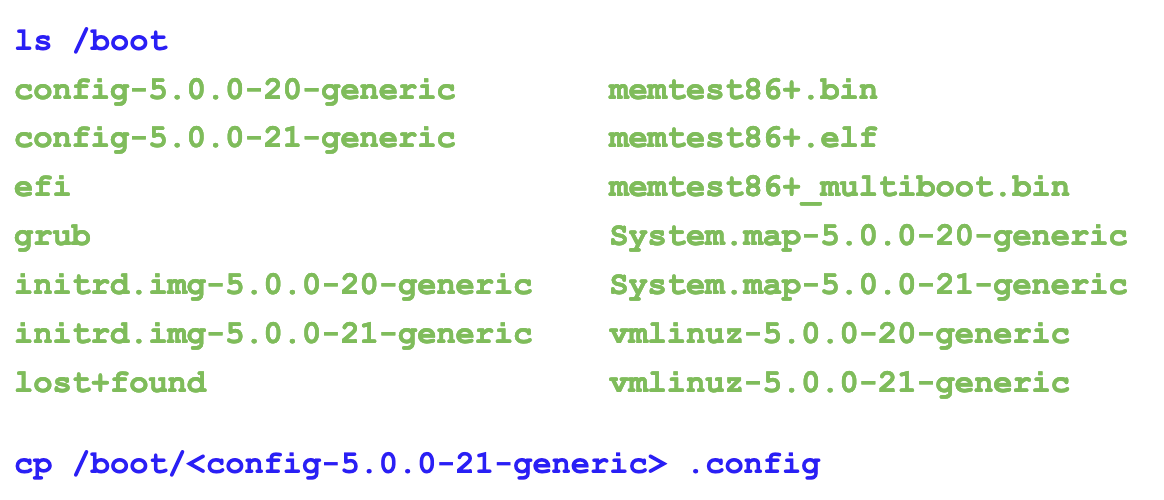 ls /boot
config-5.0.0-20-generic memtest86+.bin
config-5.0.0-21-generic memtest86+.elf
efi memtest86+_multiboot.bin
grub System.map-5.0.0-20-generic
initrd.img-5.0.0-20-generic System.map-5.0.0-21-generic
initrd.img-5.0.0-21-generic vmlinuz-5.0.0-20-generic
lost+found vmlinuz-5.0.0-21-generic
cp /boot/<config-5.0.0-21-generic> .config